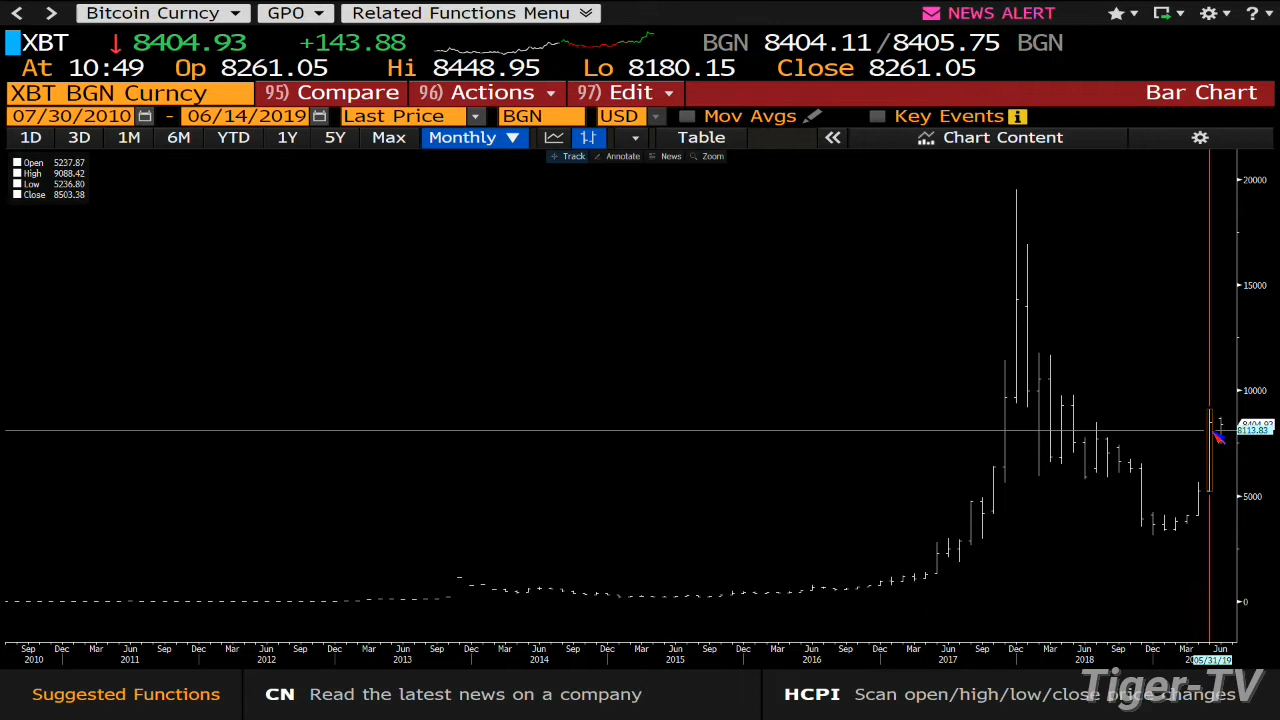 Bitcoin Curncy GPO Related Functions Menu NEWS ALERT ?
XBT ↓ 8404.93 +143.88 BGN 8404.11/8405.75 BGN
At 10:49 Op 8261.05 Hi 8448.95 Lo 8180.15 Close 8261.05
XBT BGN Curncy 95) Compare 96) Actions 97) Edit Bar Chart
07/30/2010 - 06/14/2019 Last Price BGN USD Mov Avgs Key Events i
1D 3D 1M 6M YTD 1Y 5Y Max Monthly ▼ Table « Chart Content
Track Annotate News Zoom
Open 5237.87
High 9088.42
Low 5236.80
Close 8503.38
20000
15000
10000
8404.93
8113.83
5000
0
Sep Dec Mar Jun Sep Dec Mar Jun Sep Dec Mar Jun Sep Dec Mar Jun Sep Dec Mar Jun Sep Dec Mar Jun Sep Dec Mar Jun Sep Dec Mar Jun Sep Dec Mar Jun
2010 2011 2012 2013 2014 2015 2016 2017 2018 05/31/19
Suggested Functions CN Read the latest news on a company HCPI Scan open/high/low/close price changes
Tiger-TV